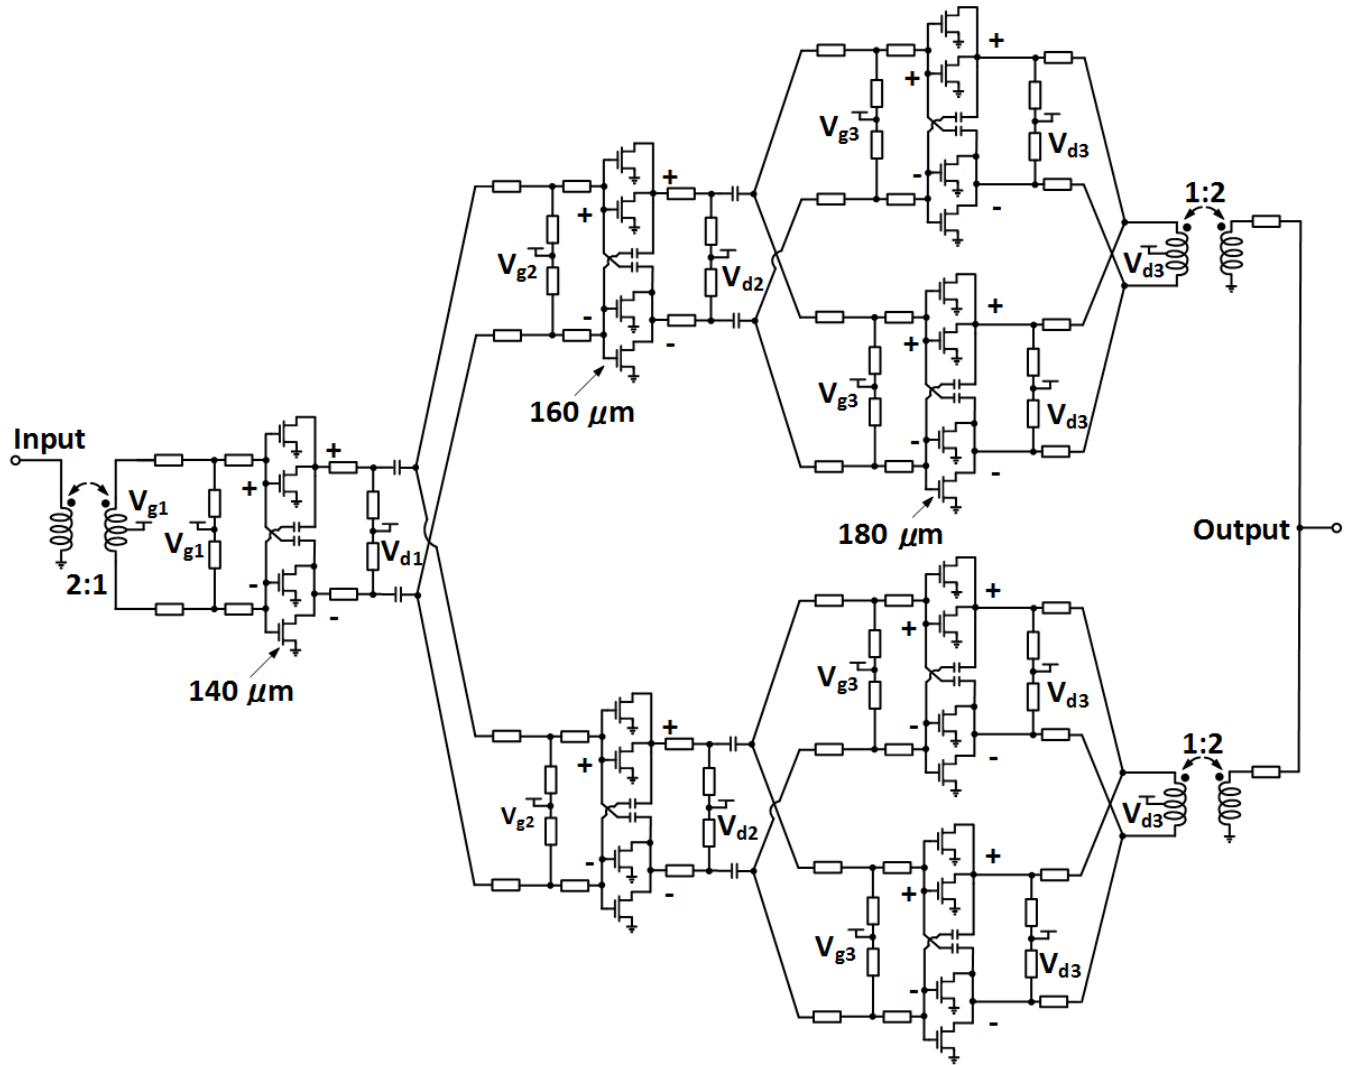 +
+
Vg3
Vd3
-
-
1:2
+
+
Vg2
Vd2
-
-
Vd3
+
+
160 μm
Vg3
Vd3
Input
+
+
-
-
Vg1
Vg1
Vd1
180 μm
Output
2:1
-
-
+
+
140 μm
Vg3
Vd3
+
+
-
-
1:2
Vg2
Vd2
Vd3
-
-
+
+
Vg3
Vd3
-
-